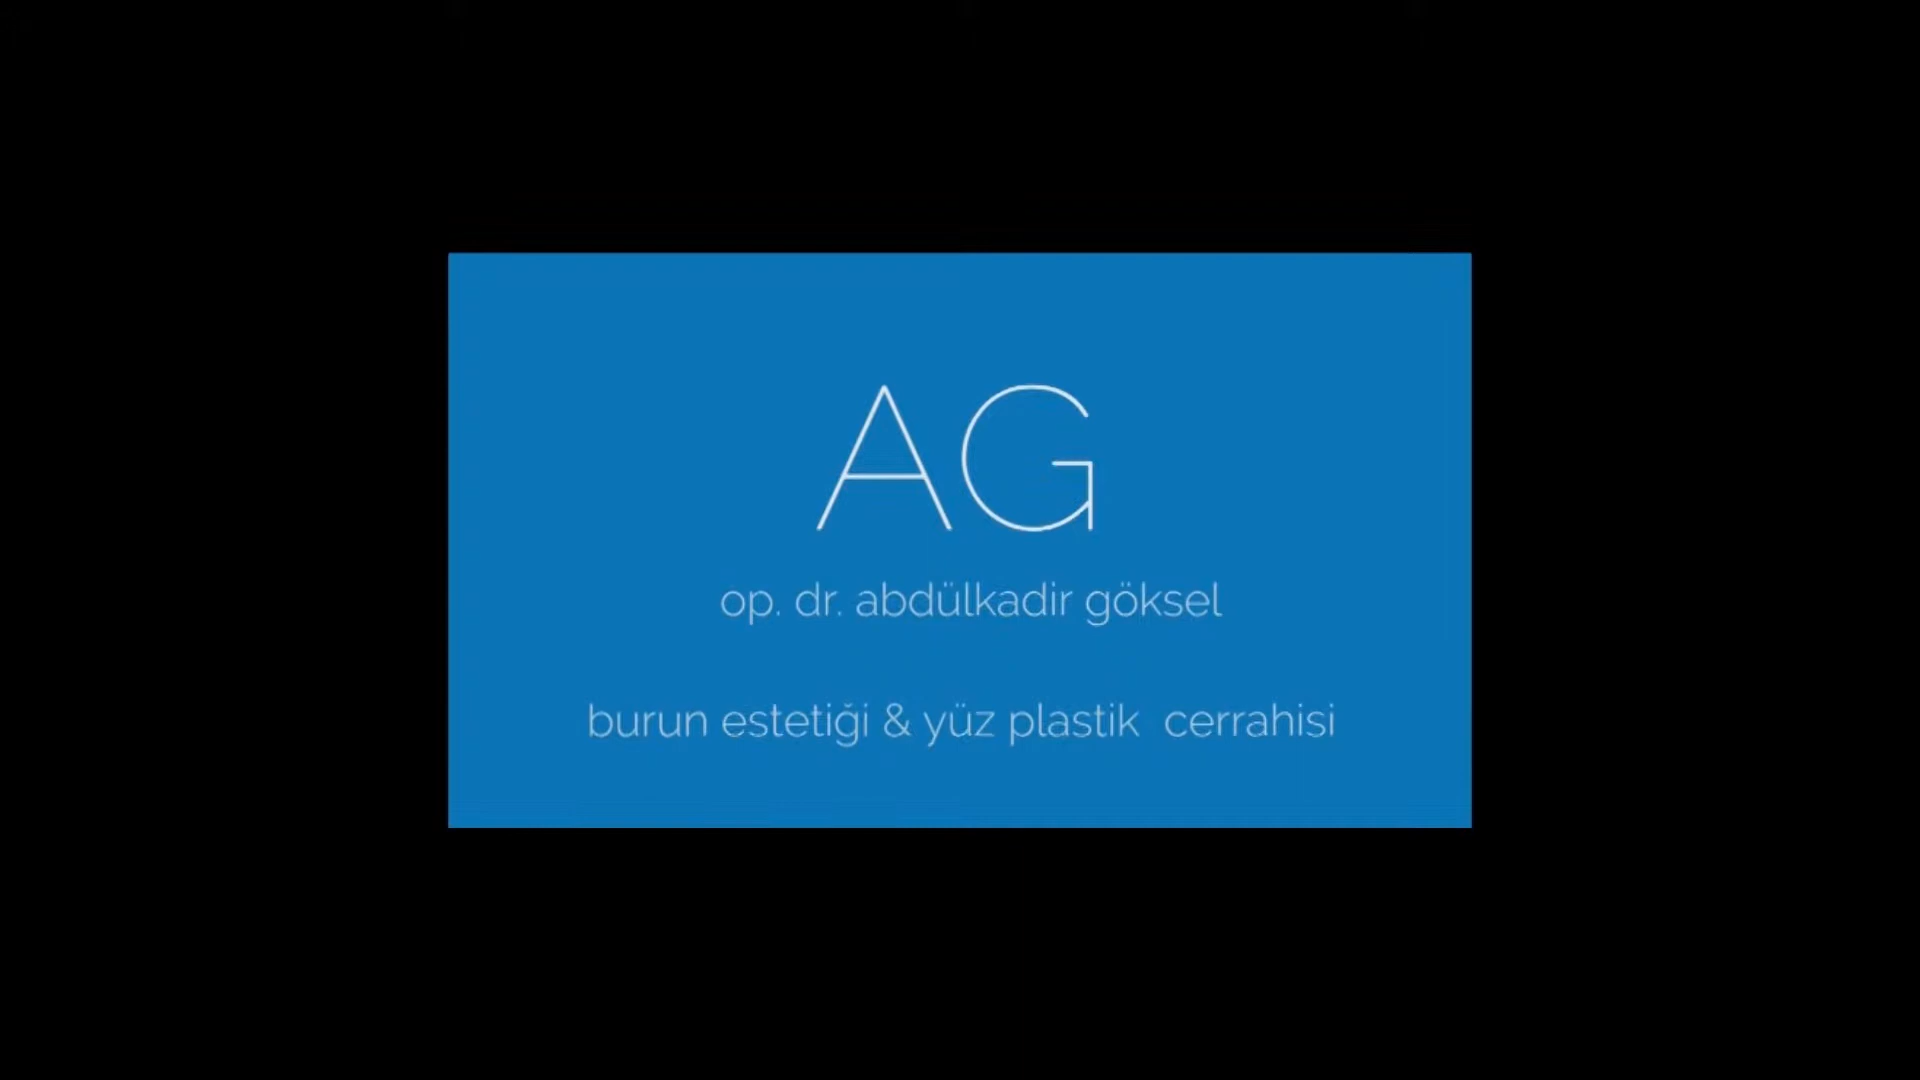 AG
op. dr. abdülkadir göksel
burun estetiği & yüz plastik cerrahisi